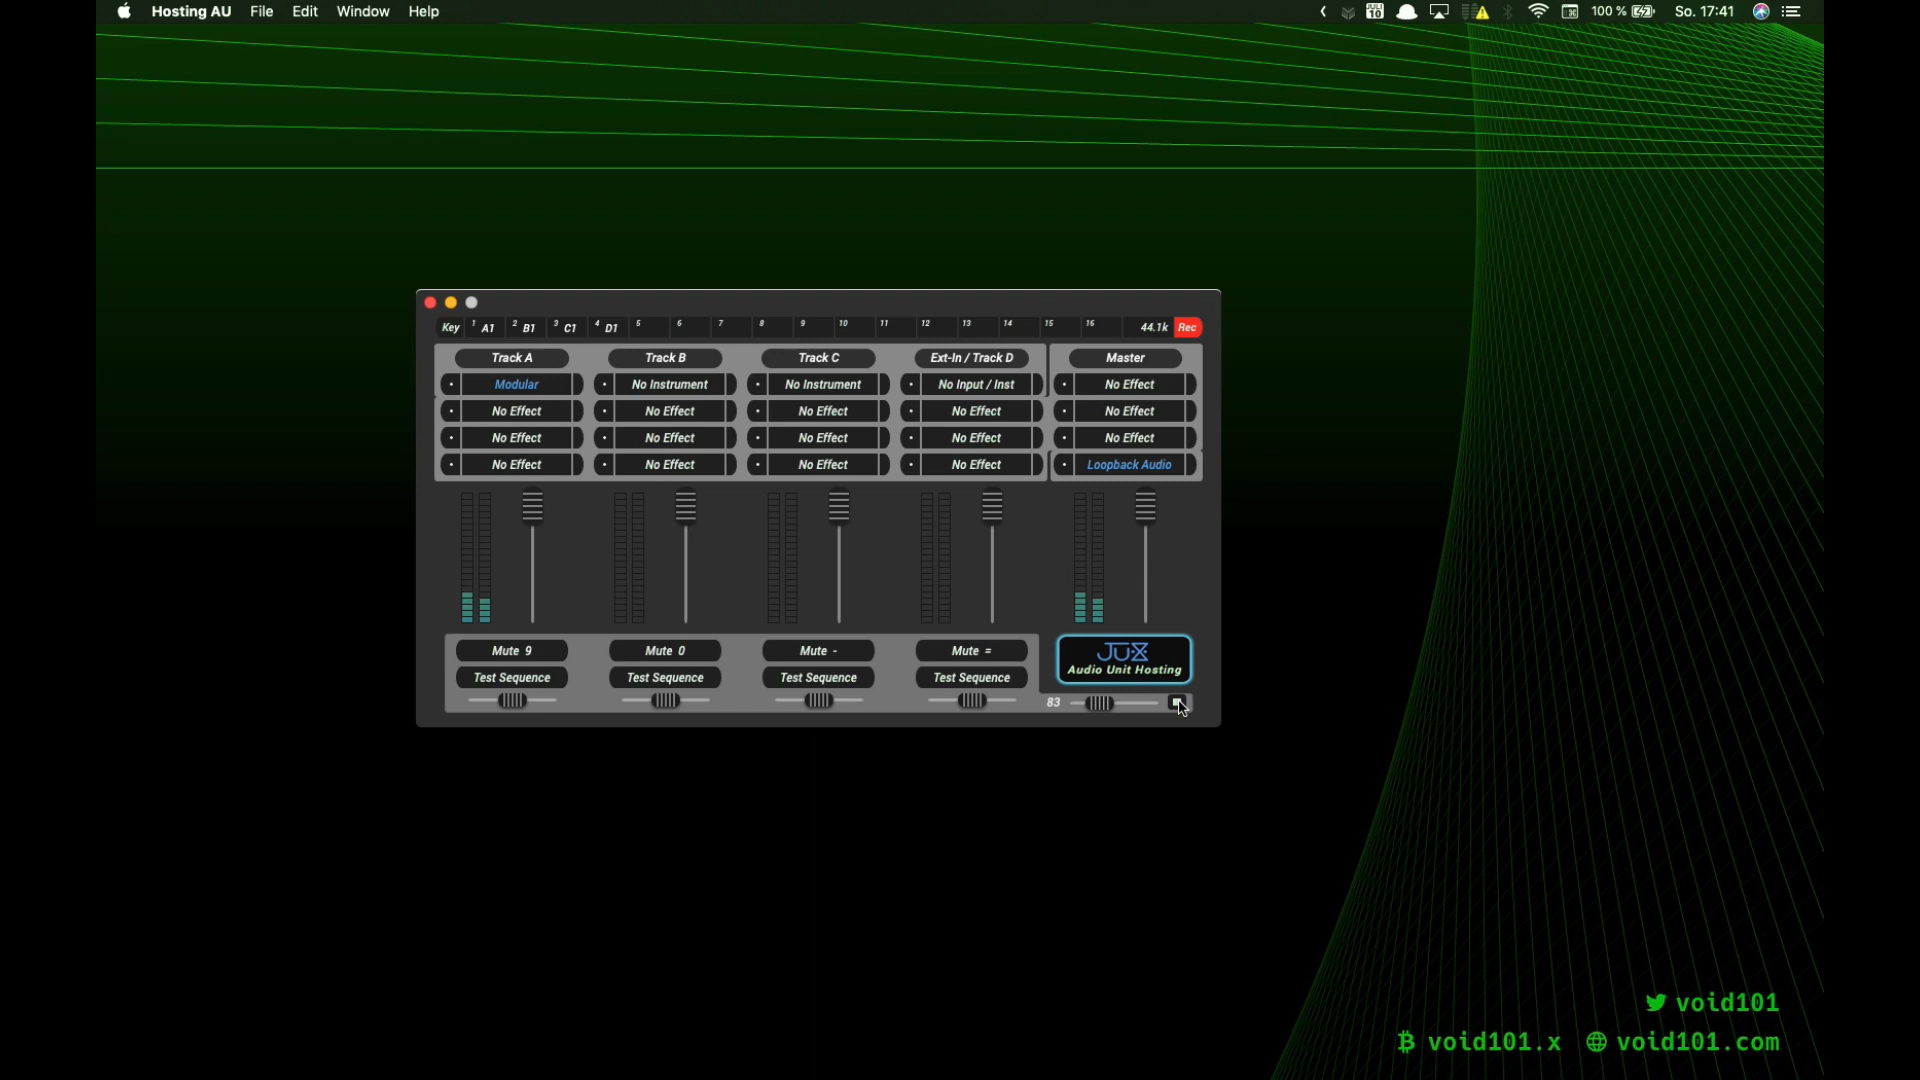 Hosting AU File Edit Window Help
JUL 10 100 % So. 17:41
Key 1 A1 2 B1 3 C1 4 D1 5 6 7 8 9 10 11 12 13 14 15 16 44.1k Rec
Track A Track B Track C Ext-In / Track D Master
Modular No Instrument No Instrument No Input / Inst No Effect
No Effect No Effect No Effect No Effect No Effect
No Effect No Effect No Effect No Effect No Effect
No Effect No Effect No Effect No Effect Loopback Audio
Mute 9 Mute 0 Mute - Mute = JUX
Audio Unit Hosting
Test Sequence Test Sequence Test Sequence Test Sequence
83
void101
void101.x void101.com